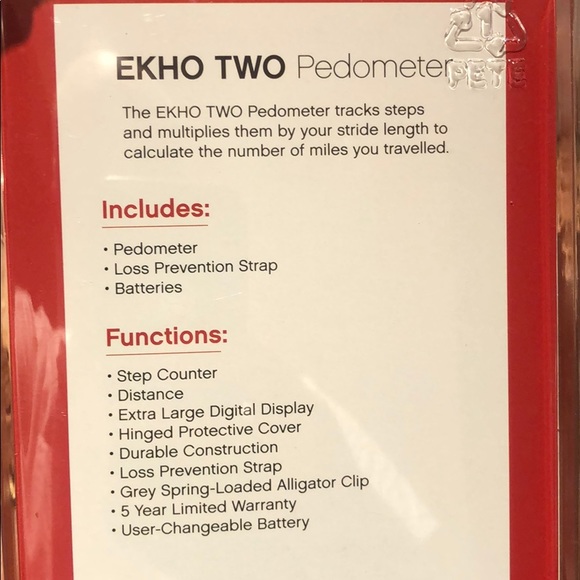 EKHO TWO Pedometer
1
PETE
The EKHO TWO Pedometer tracks steps
and multiplies them by your stride length to
calculate the number of miles you travelled.
Includes:
• Pedometer
• Loss Prevention Strap
• Batteries
Functions:
• Step Counter
• Distance
• Extra Large Digital Display
• Hinged Protective Cover
• Durable Construction
• Loss Prevention Strap
• Grey Spring-Loaded Alligator Clip
• 5 Year Limited Warranty
• User-Changeable Battery